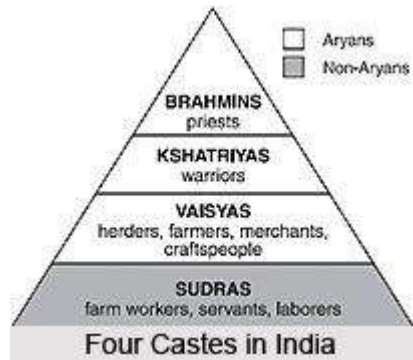 Aryans
Non-Aryans
BRAHMINS
priests
KSHATRIYAS
warriors
VAISYAS
herders, farmers, merchants,
craftspeople
SUDRAS
farm workers, servants, laborers
Four Castes in India